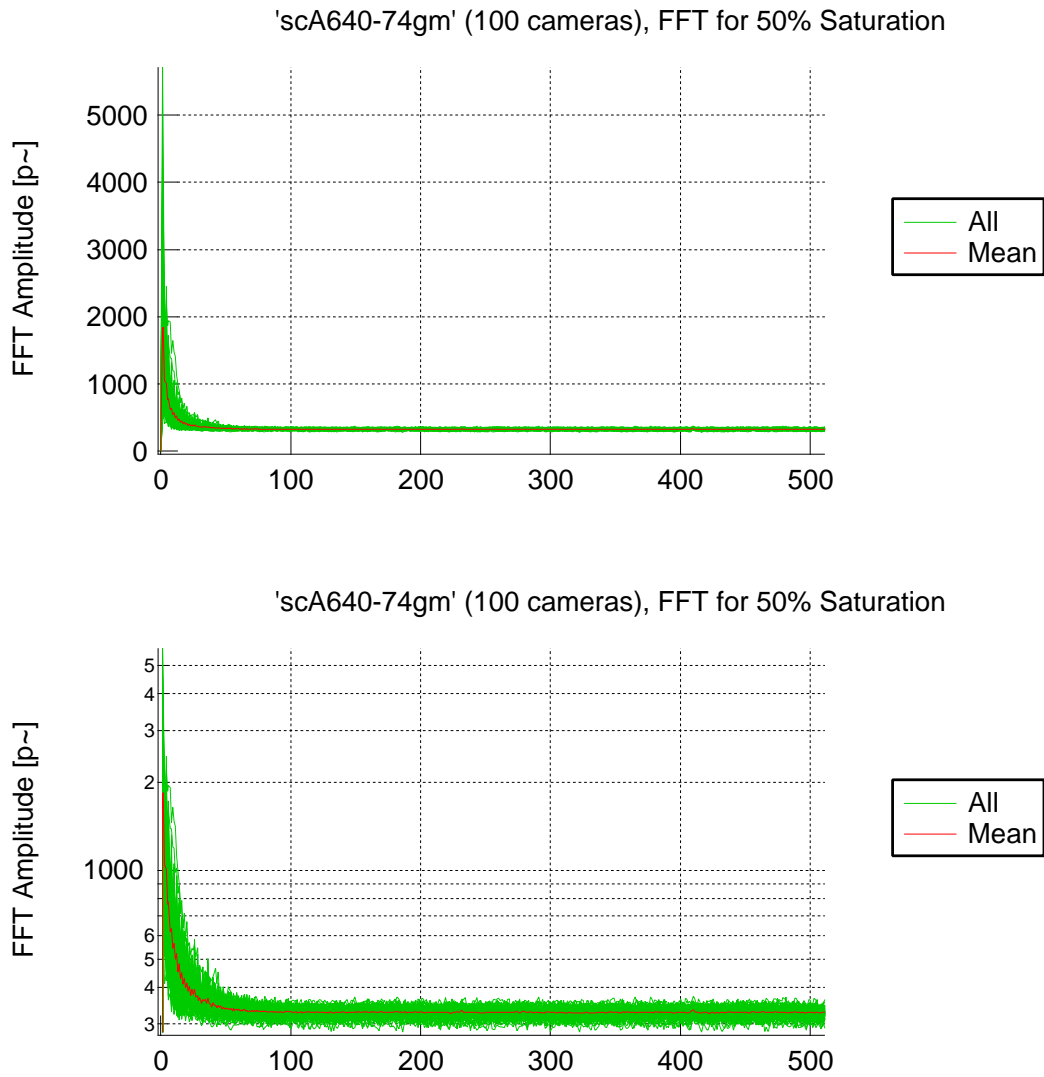 'scA640-74gm' (100 cameras), FFT for 50% Saturation
FFT Amplitude [p~]
5000
4000
3000
2000
1000
0
0 100 200 300 400 500
All
Mean
'scA640-74gm' (100 cameras), FFT for 50% Saturation
FFT Amplitude [p~]
5
4
3
2
1000
6
5
4
3
0 100 200 300 400 500
All
Mean